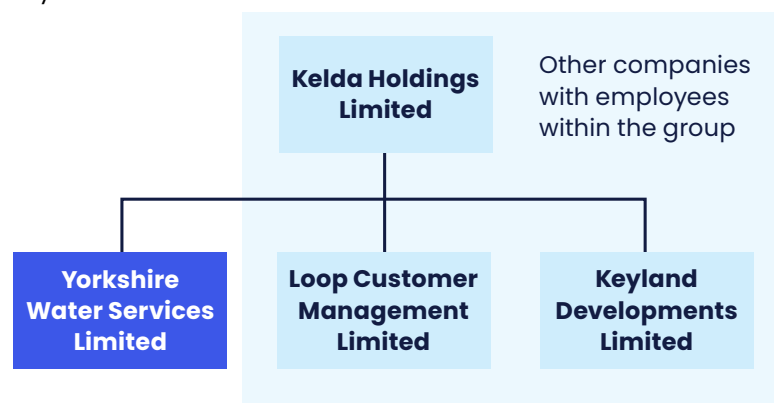 Kelda Holdings
Limited
Other companies
with employees
within the group
Yorkshire
Water Services
Limited
Loop Customer
Management
Limited
Keyland
Developments
Limited